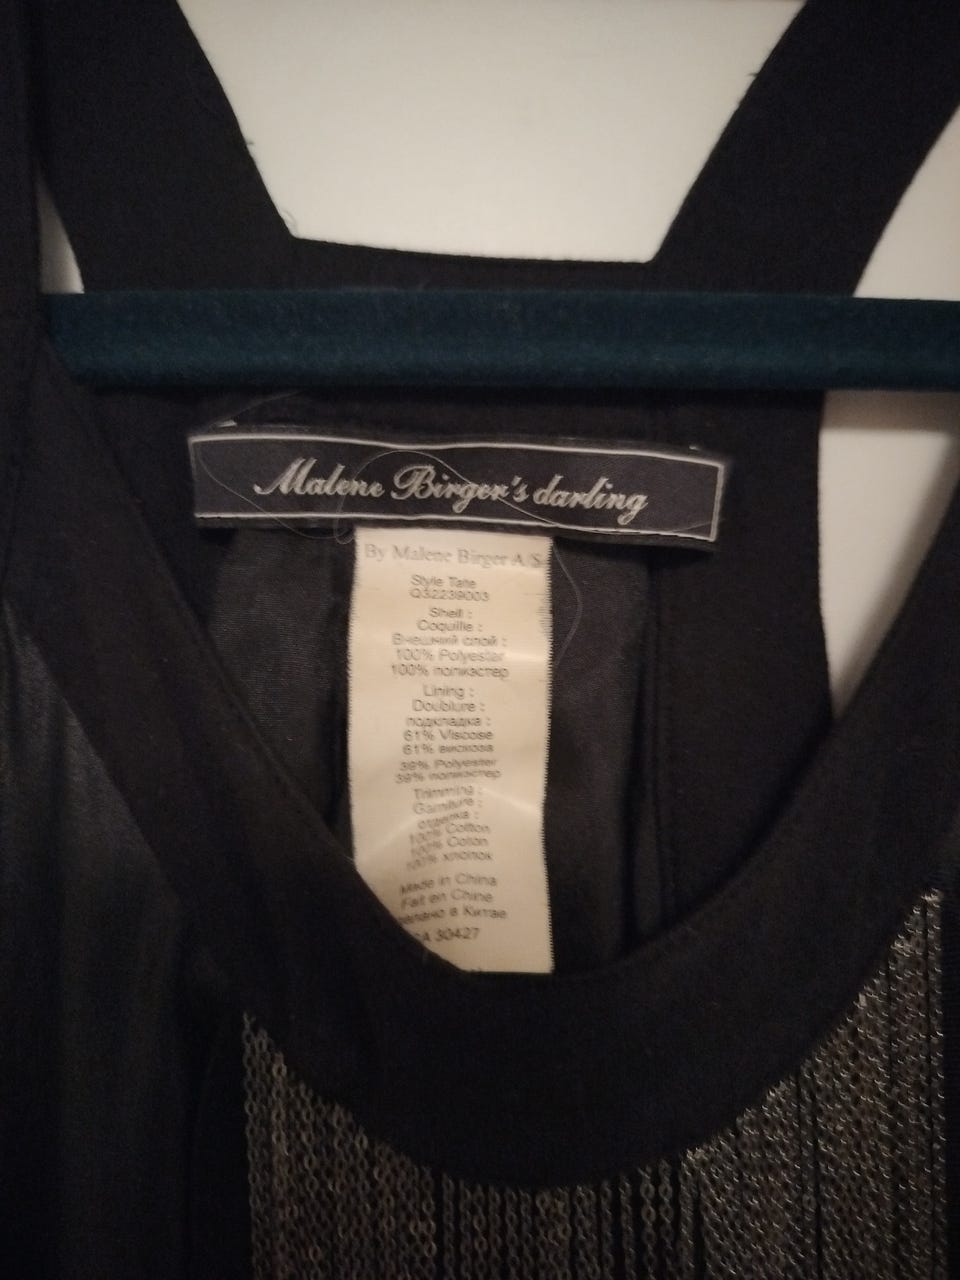 Malene Birger's darling
By Malene Birger A/S
Style Tate
Q32239003
Shell :
Coquille :
Внешний слой :
100% Polyester
100% полиэстер
Lining :
Doublure :
подкладка :
61% Viscose
61% вискоза
39% Polyester
39% полиэстер
Trimming :
Garniture :
отделка :
100% Cotton
100% Coton
100% хлопок
Made in China
Fait en Chine
елано в Китае
CA 30427